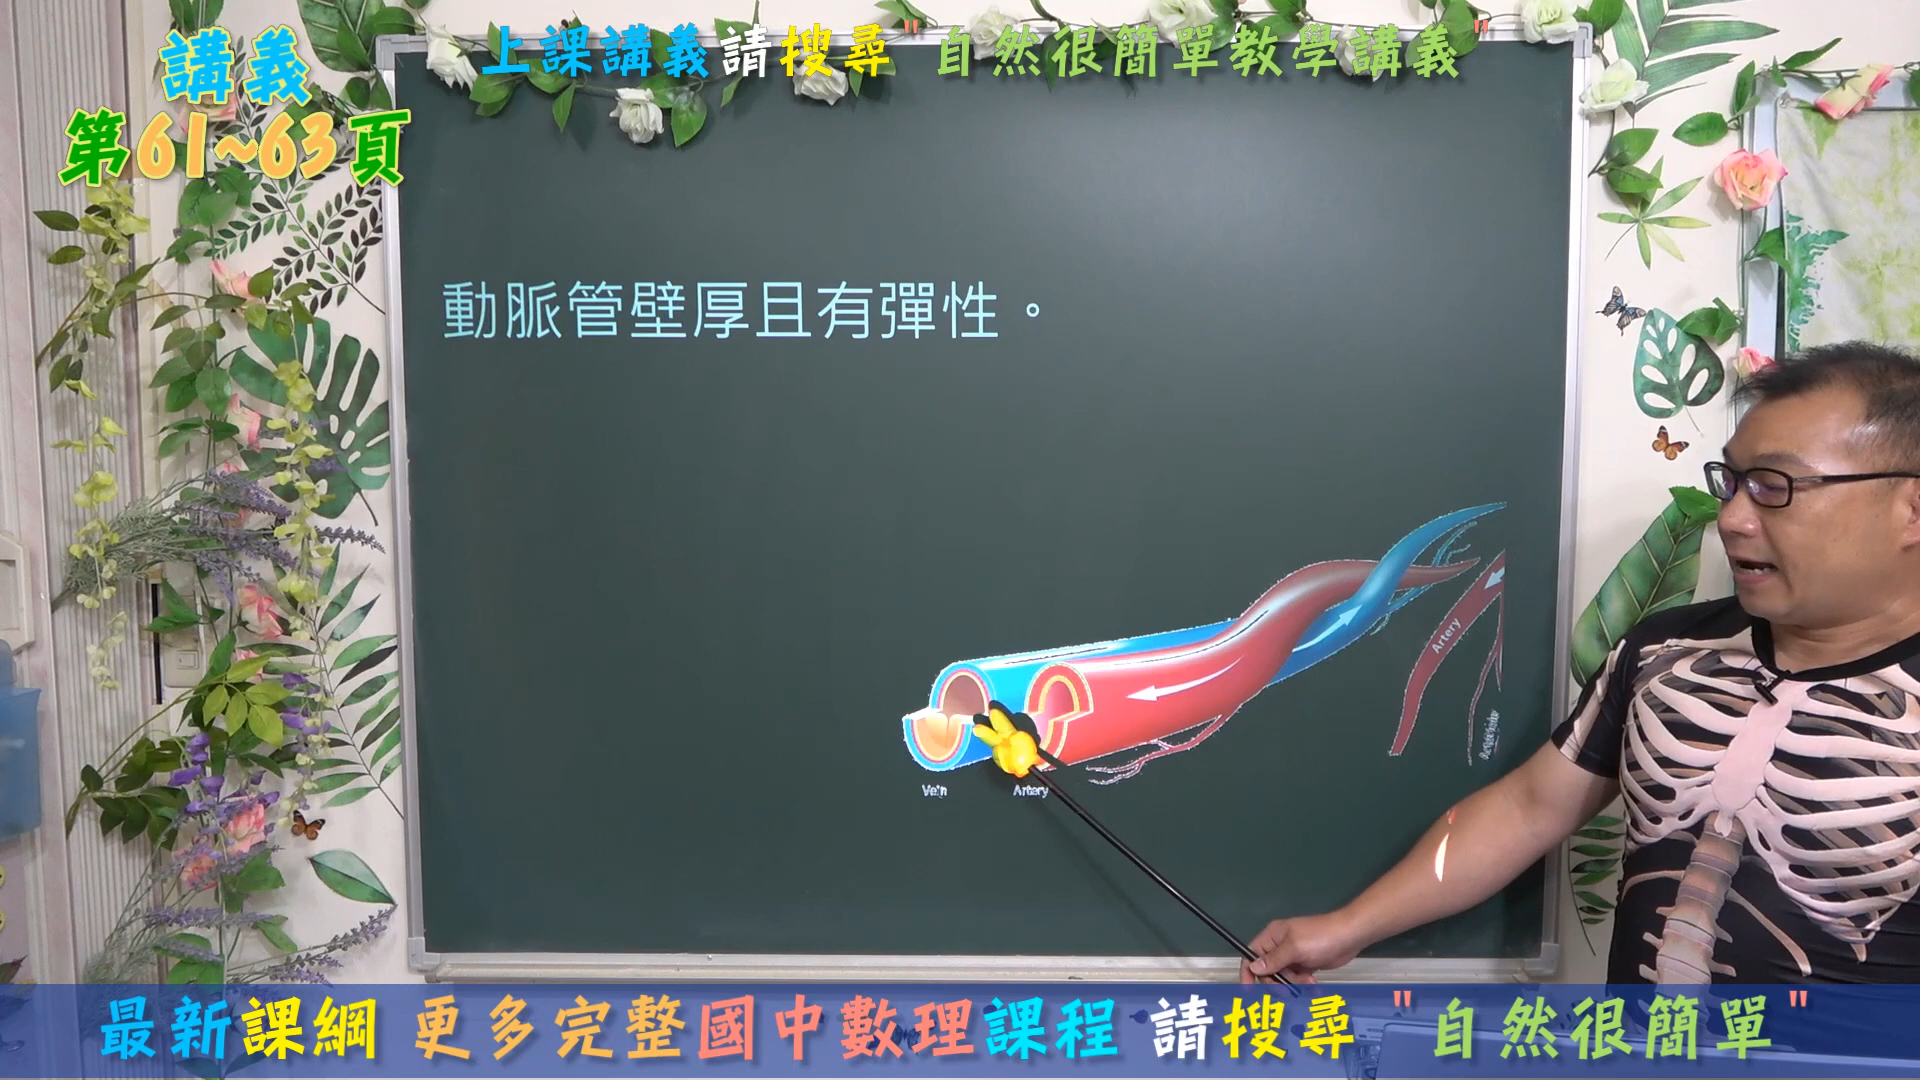 講義
第61~63頁
上課講義請搜尋"自然很簡單教學講義"
動脈管壁厚且有彈性。
Artery
Vein
Artery
最新課綱 更多完整國中數理課程 請搜尋"自然很簡單"